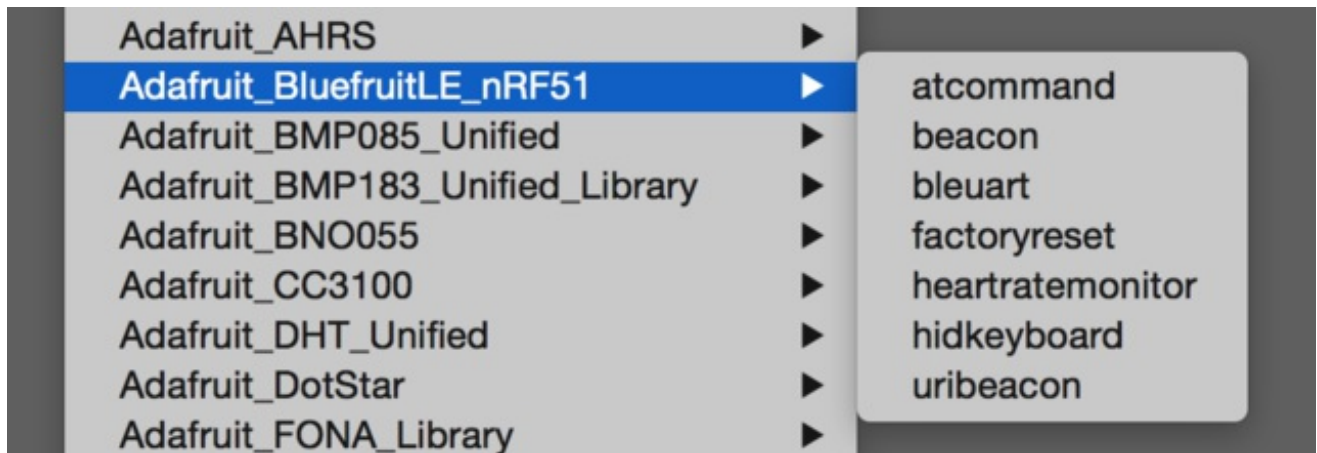 Adafruit_AHRS
Adafruit_BluefruitLE_nRF51
Adafruit_BMP085_Unified
Adafruit_BMP183_Unified_Library
Adafruit_BNO055
Adafruit_CC3100
Adafruit_DHT_Unified
Adafruit_DotStar
Adafruit_FONA_Library
atcommand
beacon
bleuart
factoryreset
heartratemonitor
hidkeyboard
uribeacon